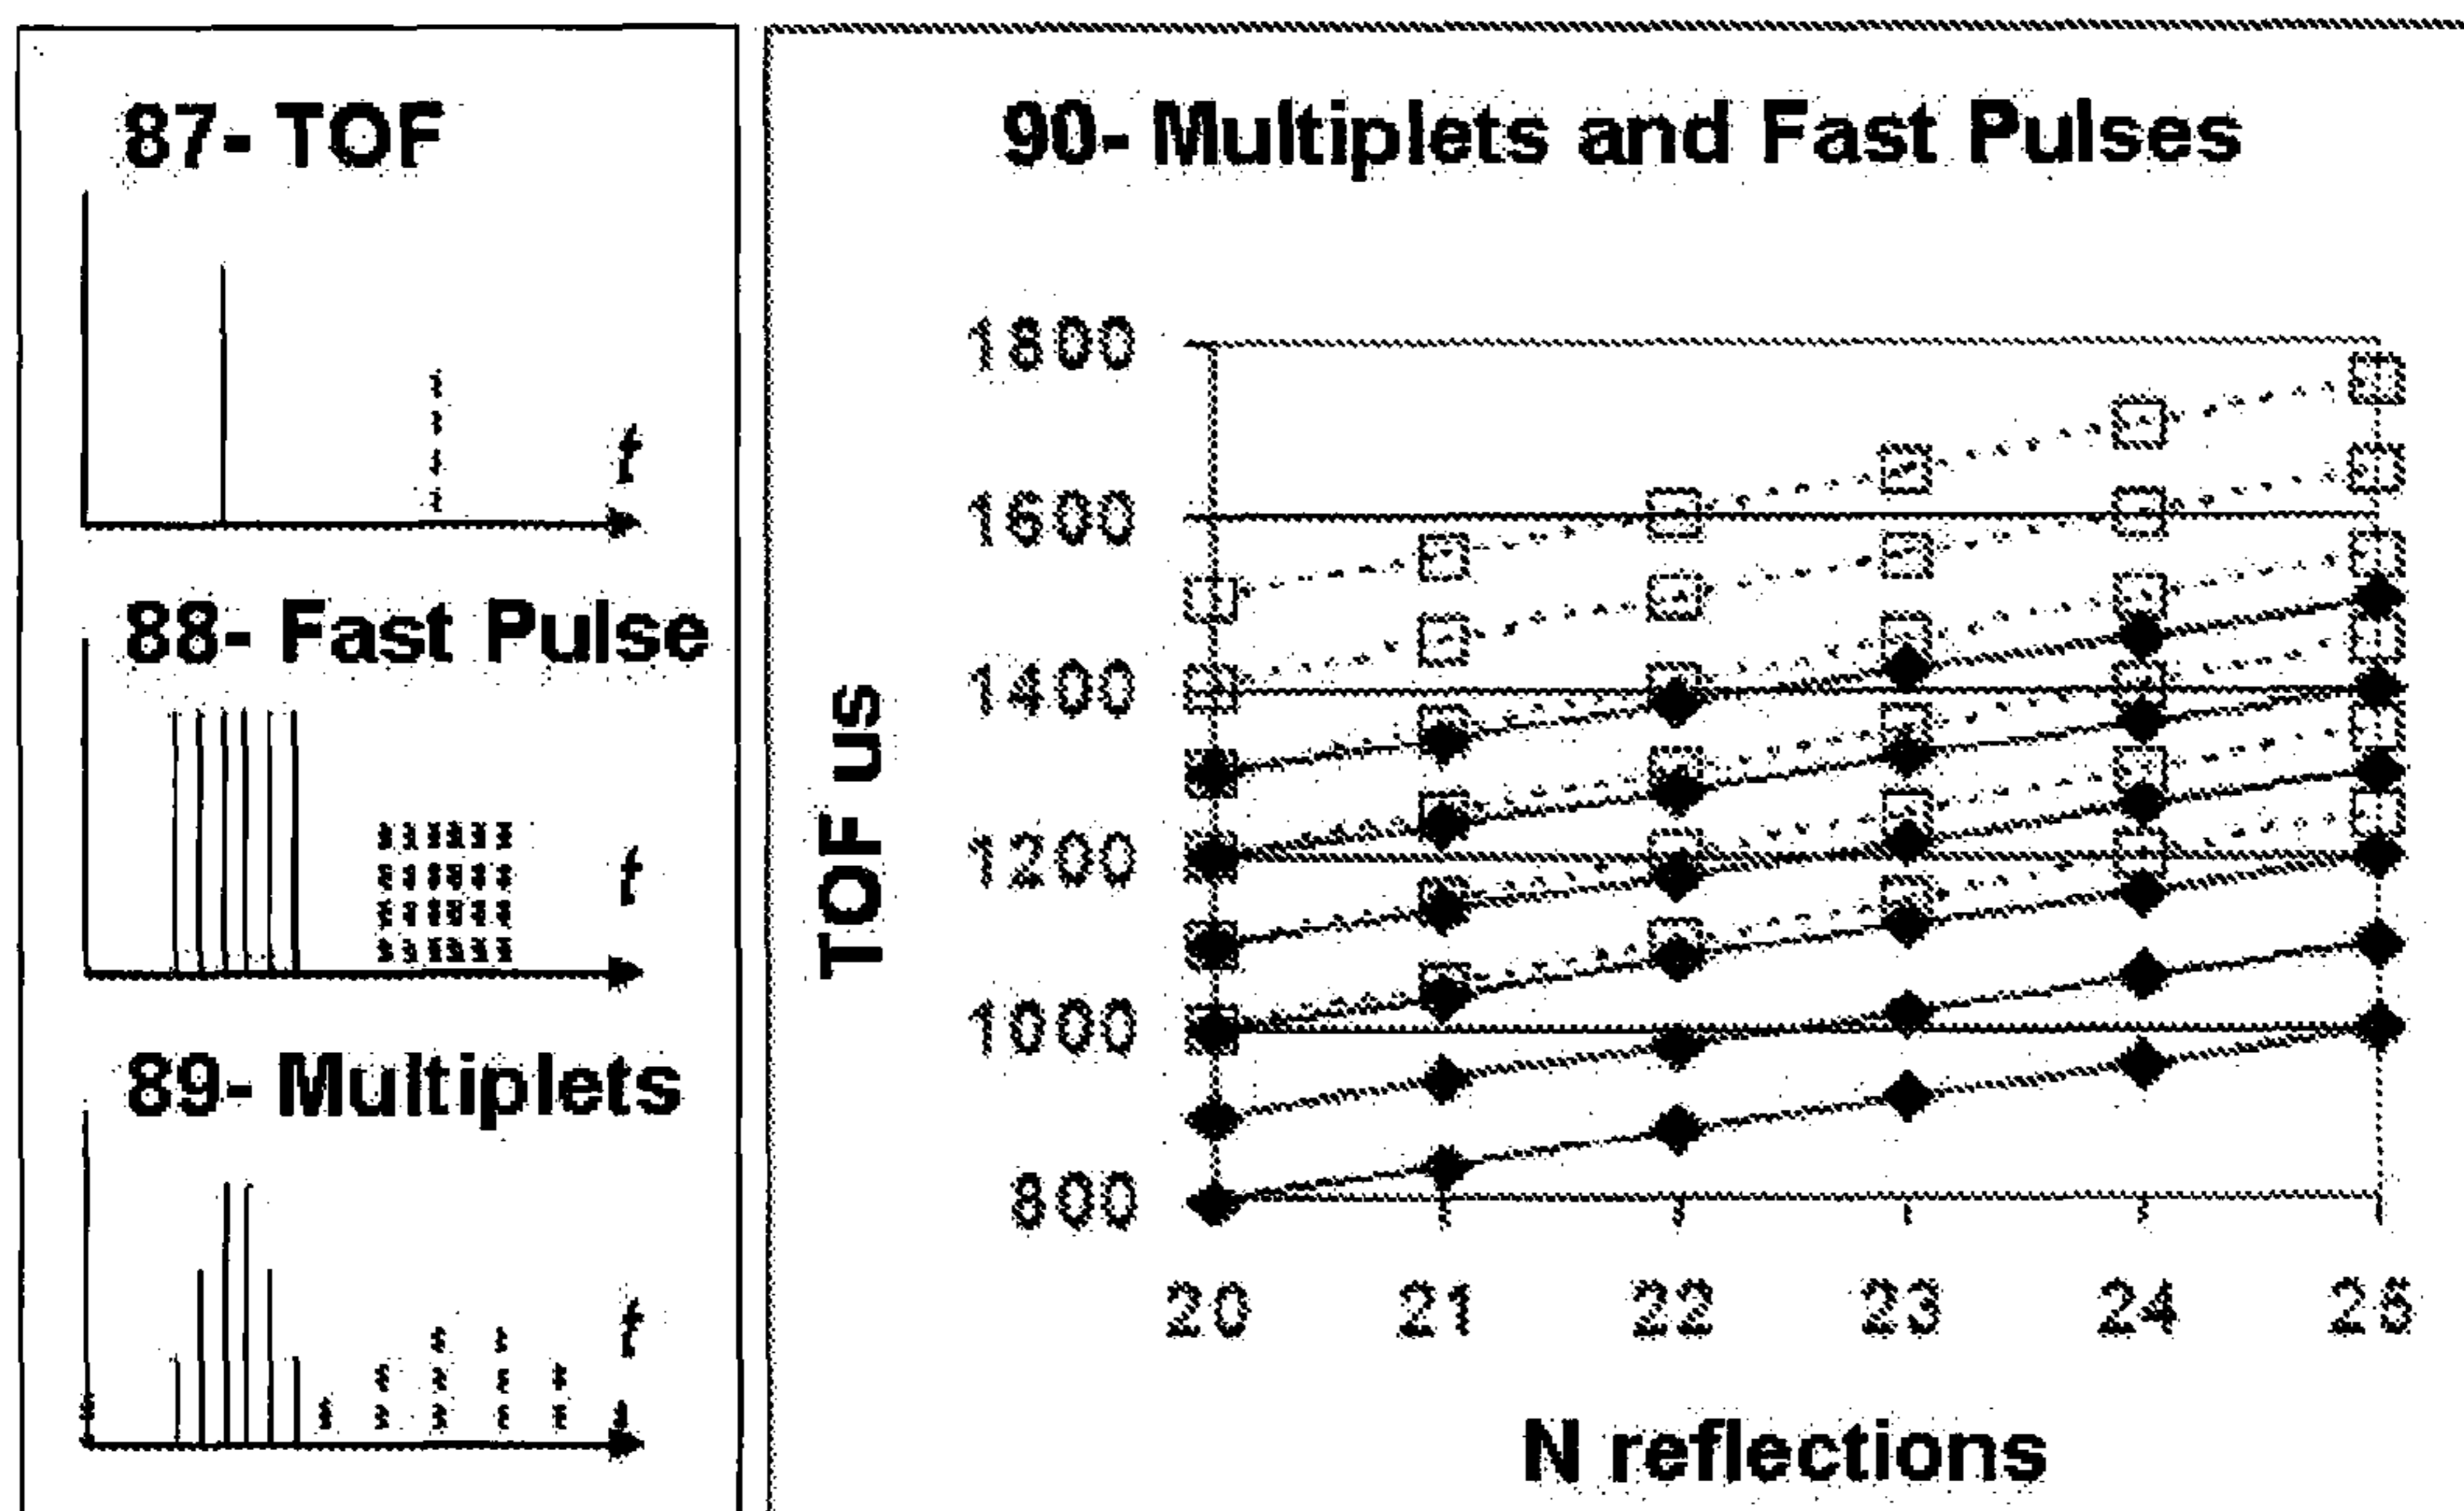 87- TOF
t
88- Fast Pulse
t
89- Multiplets
t
90- Multiplets and Fast Pulses
TOF us
1800
1600
1400
1200
1000
800
20 21 22 23 24 25
N reflections